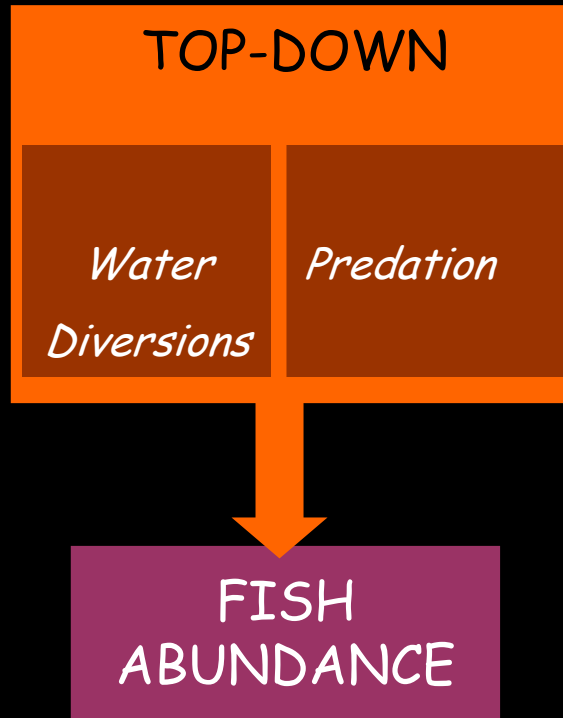 TOP-DOWN
Water
Diversions
Predation
FISH
ABUNDANCE